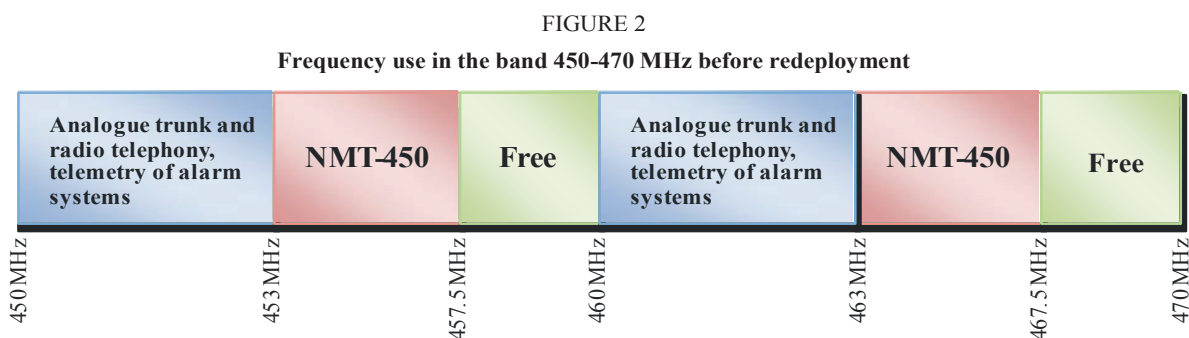 FIGURE 2
Frequency use in the band 450-470 MHz before redeployment
Analogue trunk and
radio telephony,
telemetry of alarm
systems
NMT-450
Free
Analogue trunk and
radio telephony,
telemetry of alarm
systems
NMT-450
Free
450 MHz
453 MHz
457.5 MHz
460 MHz
463 MHz
467.5 MHz
470 MHz